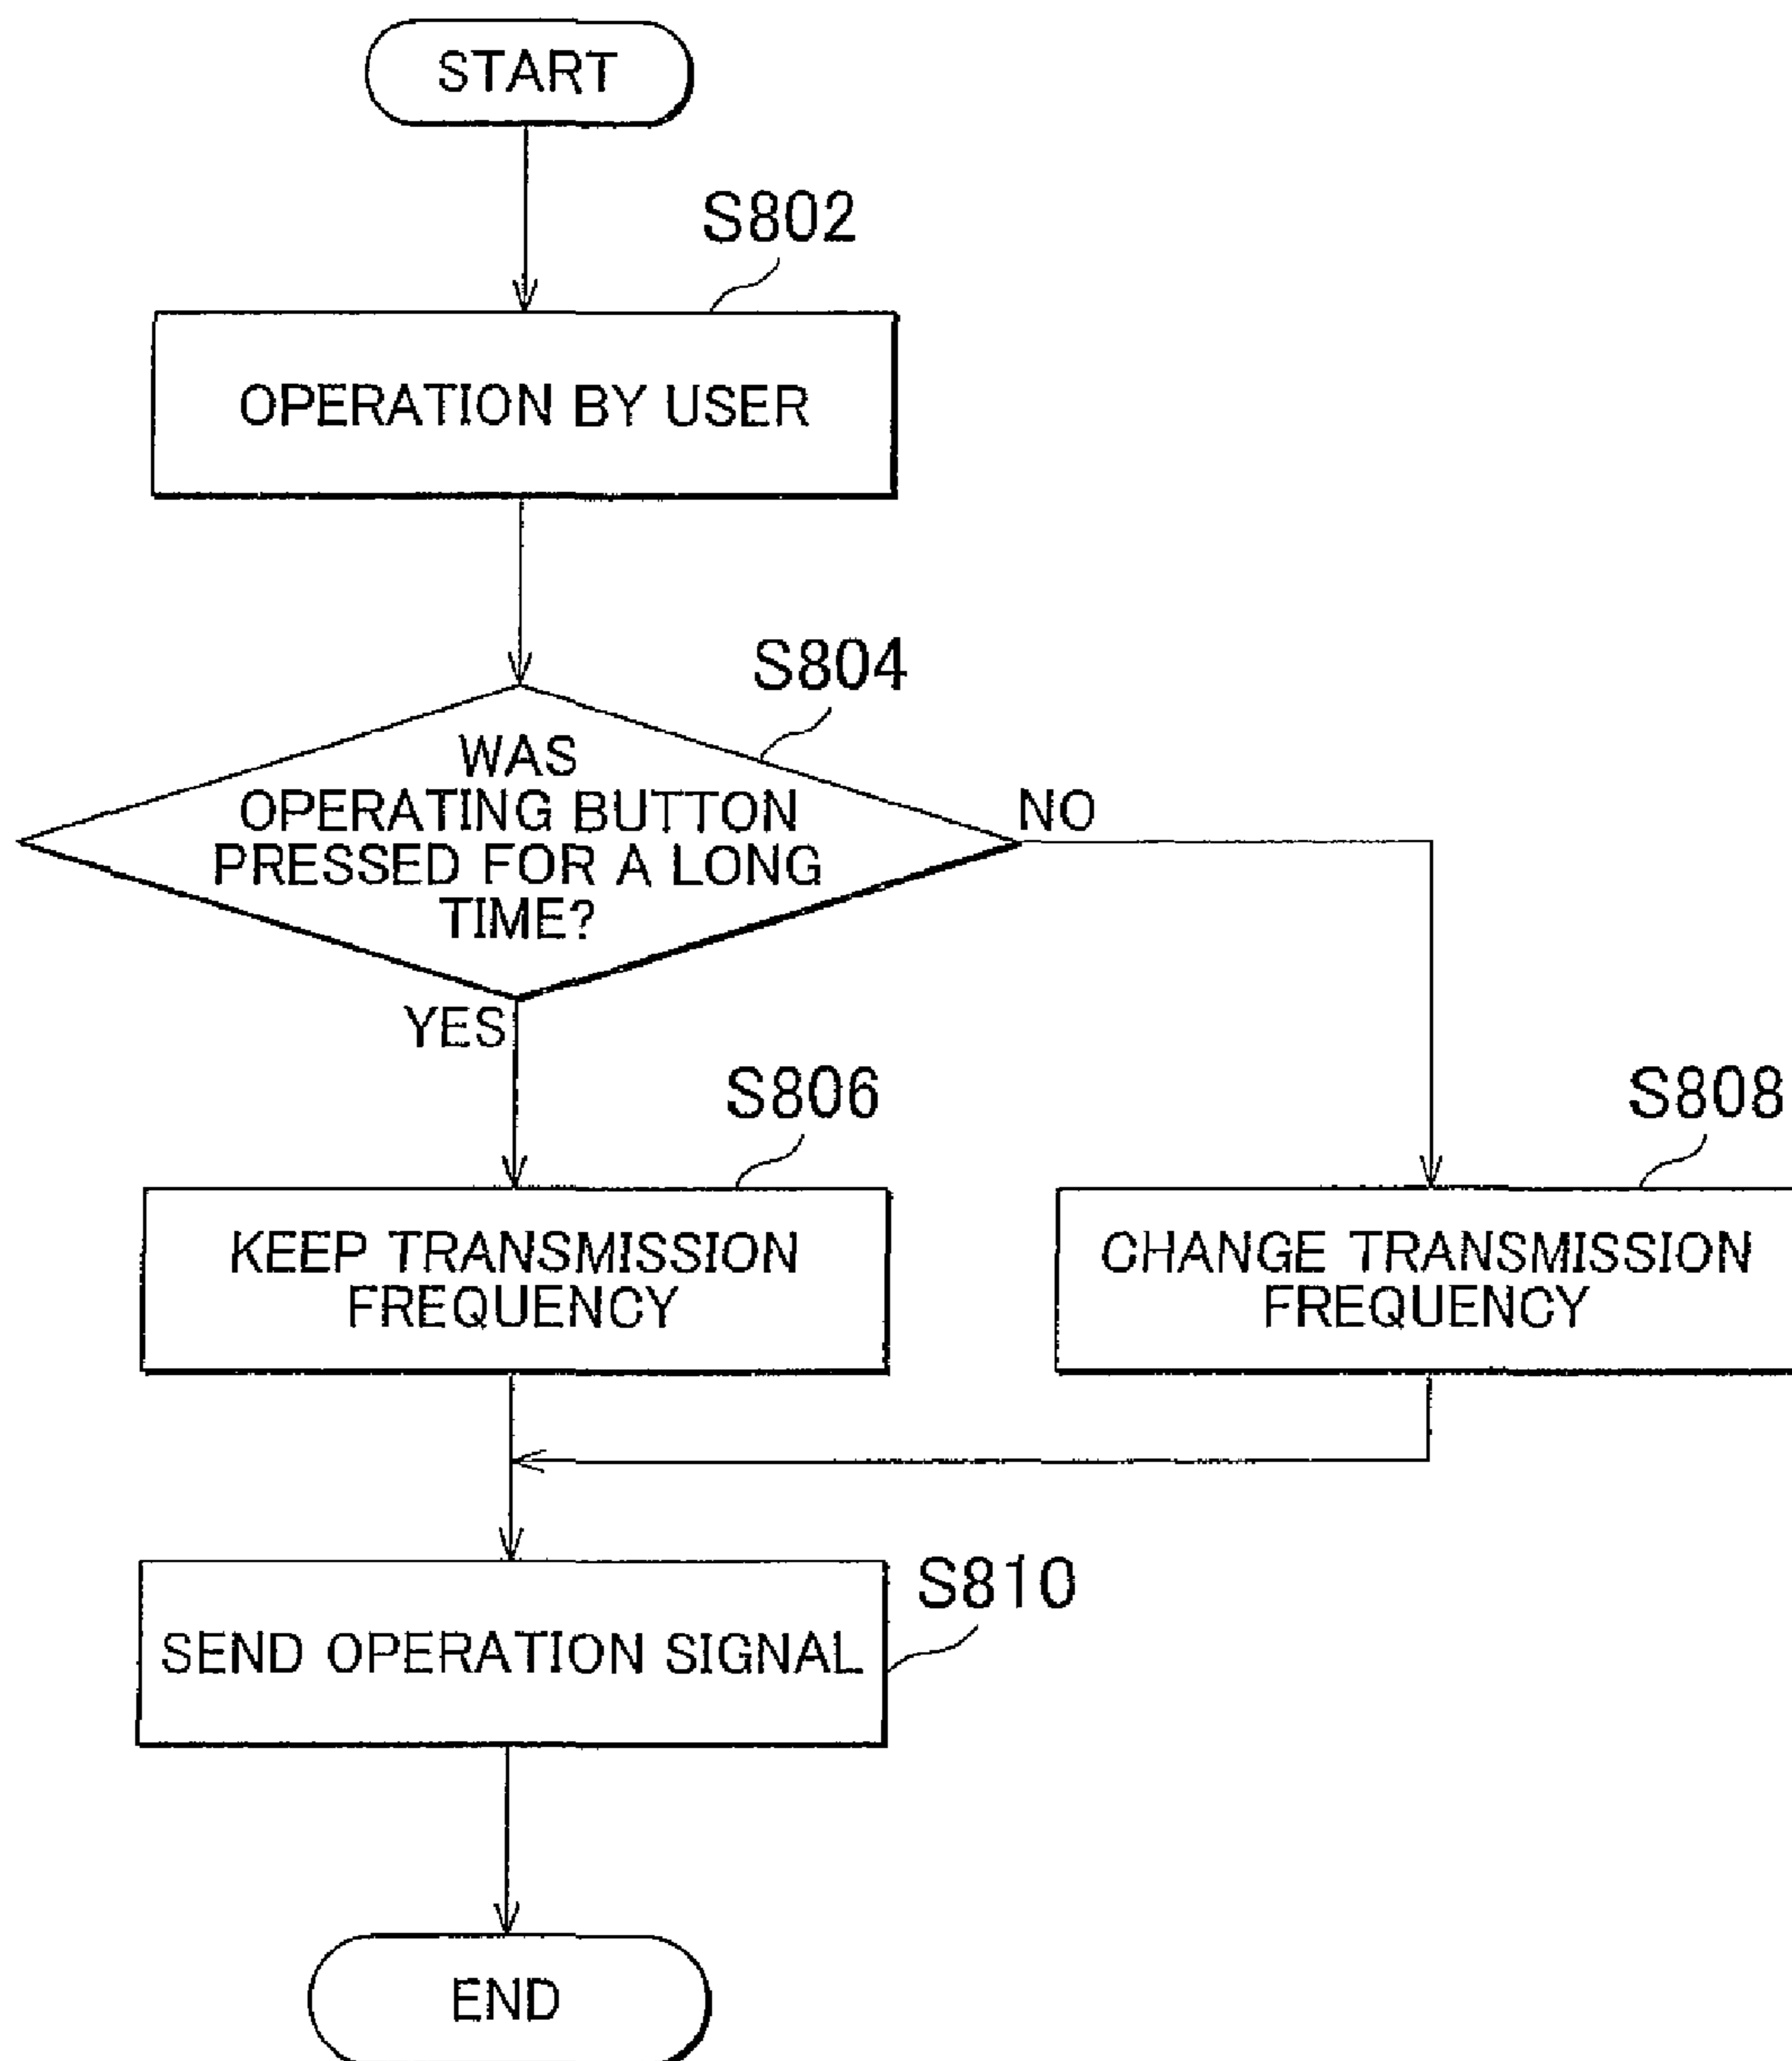 START
S802
OPERATION BY USER
S804
WAS
OPERATING BUTTON
PRESSED FOR A LONG
TIME?
NO
YES
S806
KEEP TRANSMISSION
FREQUENCY
S808
CHANGE TRANSMISSION
FREQUENCY
S810
SEND OPERATION SIGNAL
END